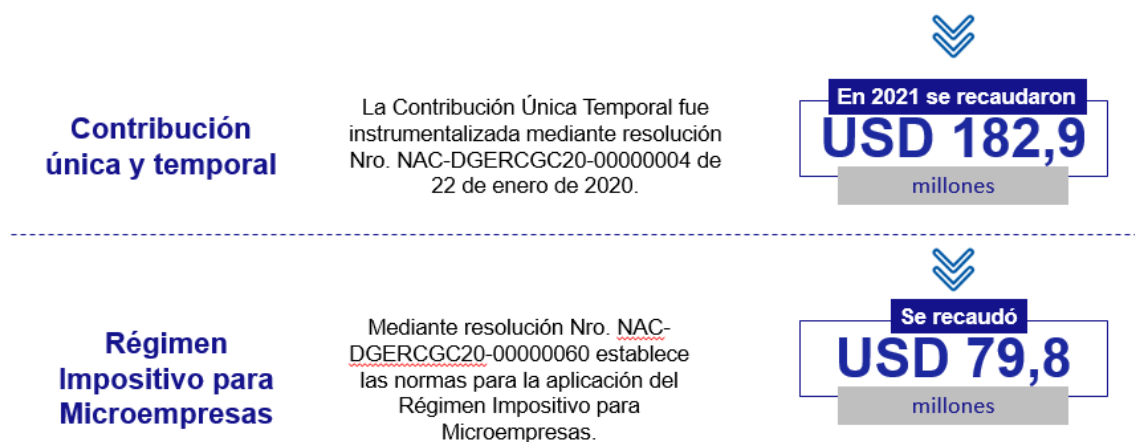 Contribución
única y temporal
La Contribución Única Temporal fue
instrumentalizada mediante resolución
Nro. NAC-DGERCGC20-00000004 de
22 de enero de 2020.
En 2021 se recaudaron
USD 182,9
millones
Régimen
Impositivo para
Microempresas
Mediante resolución Nro. NAC-
DGERCGC20-00000060 establece
las normas para la aplicación del
Régimen Impositivo para
Microempresas.
Se recaudó
USD 79,8
millones